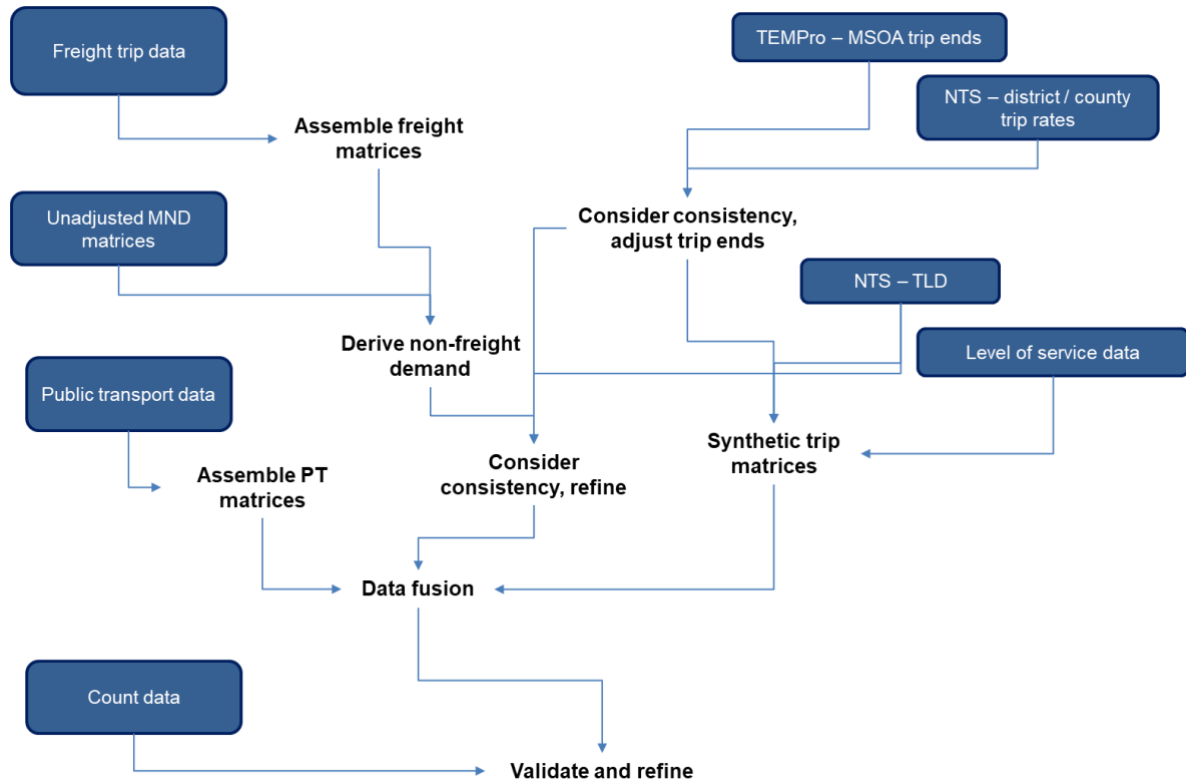 Freight trip data
TEMPro – MSOA trip ends
NTS – district / county
trip rates
Assemble freight
matrices
Unadjusted MND
matrices
Consider consistency,
adjust trip ends
NTS – TLD
Derive non-freight
demand
Level of service data
Public transport data
Synthetic trip
matrices
Assemble PT
matrices
Consider
consistency, refine
Data fusion
Count data
Validate and refine